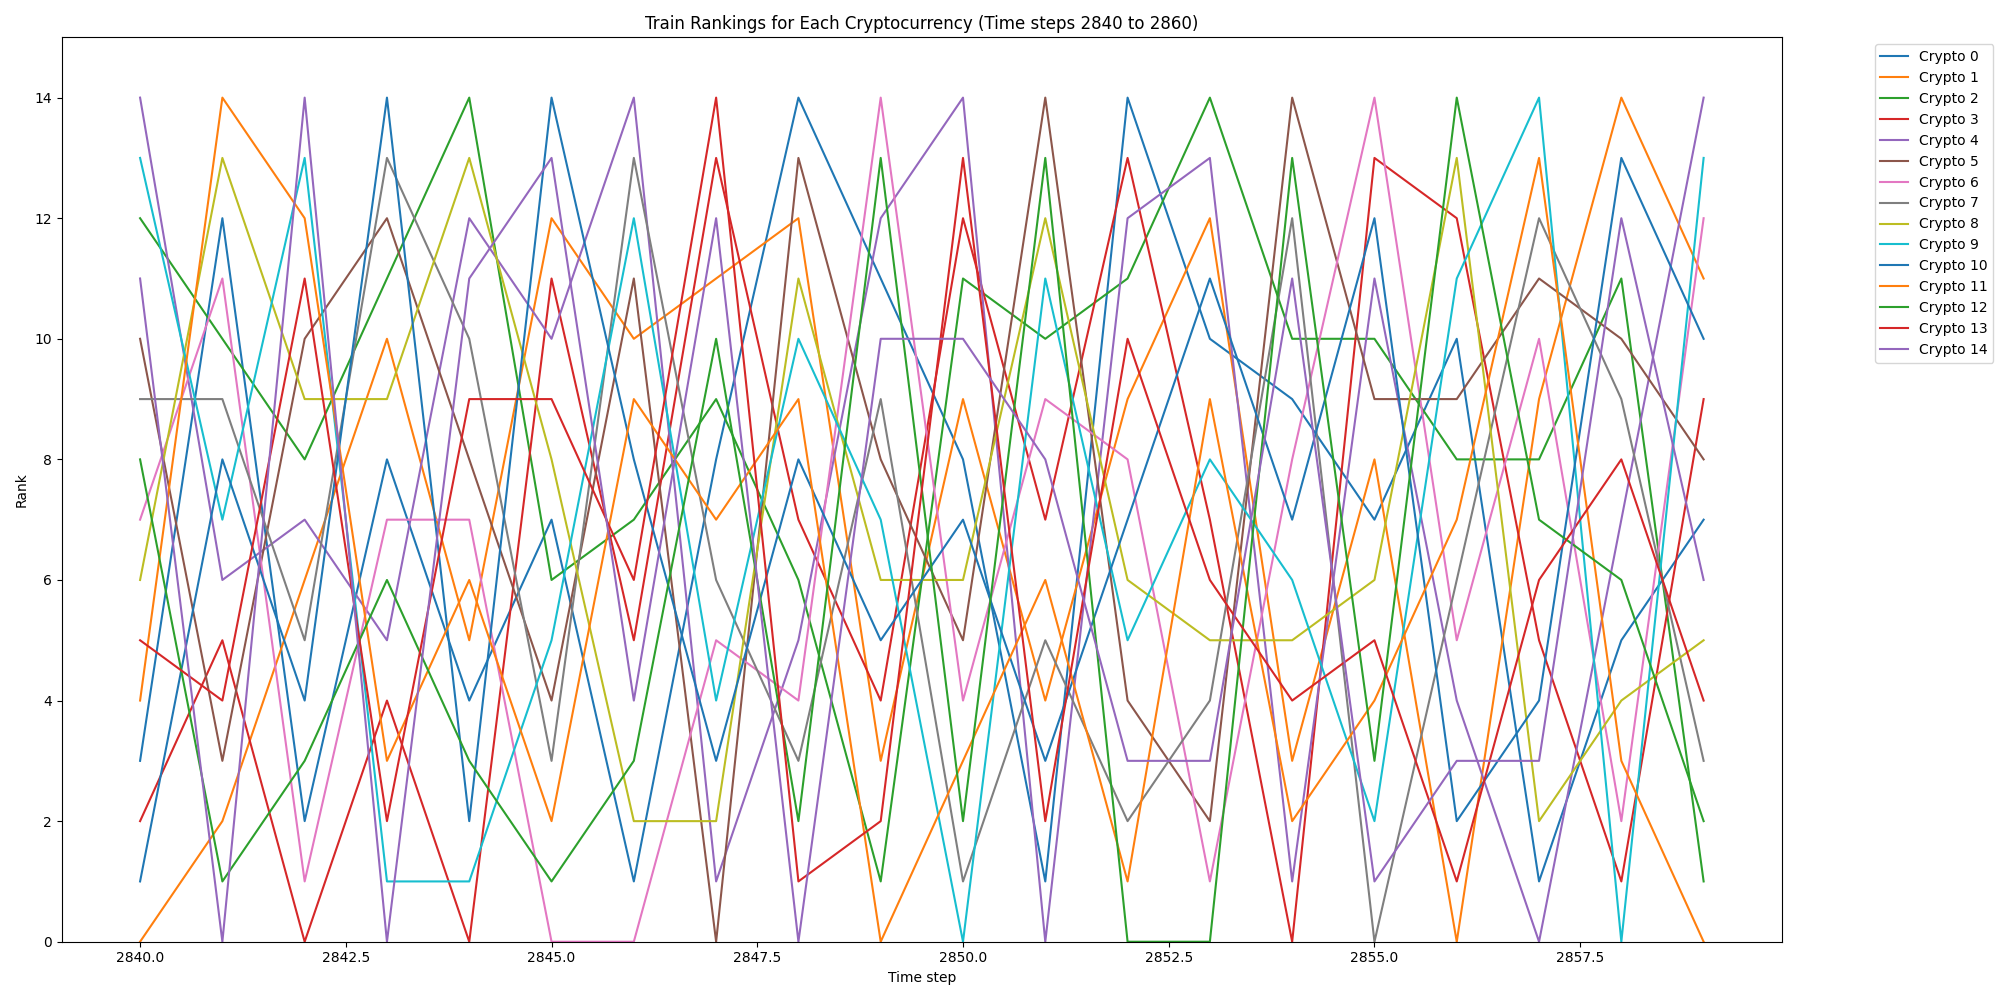 Train Rankings for Each Cryptocurrency (Time steps 2840 to 2860)
Rank
14
12
10
8
6
4
2
0
2840.0 2842.5 2845.0 2847.5 2850.0 2852.5 2855.0 2857.5
Time step
Crypto 0
Crypto 1
Crypto 2
Crypto 3
Crypto 4
Crypto 5
Crypto 6
Crypto 7
Crypto 8
Crypto 9
Crypto 10
Crypto 11
Crypto 12
Crypto 13
Crypto 14